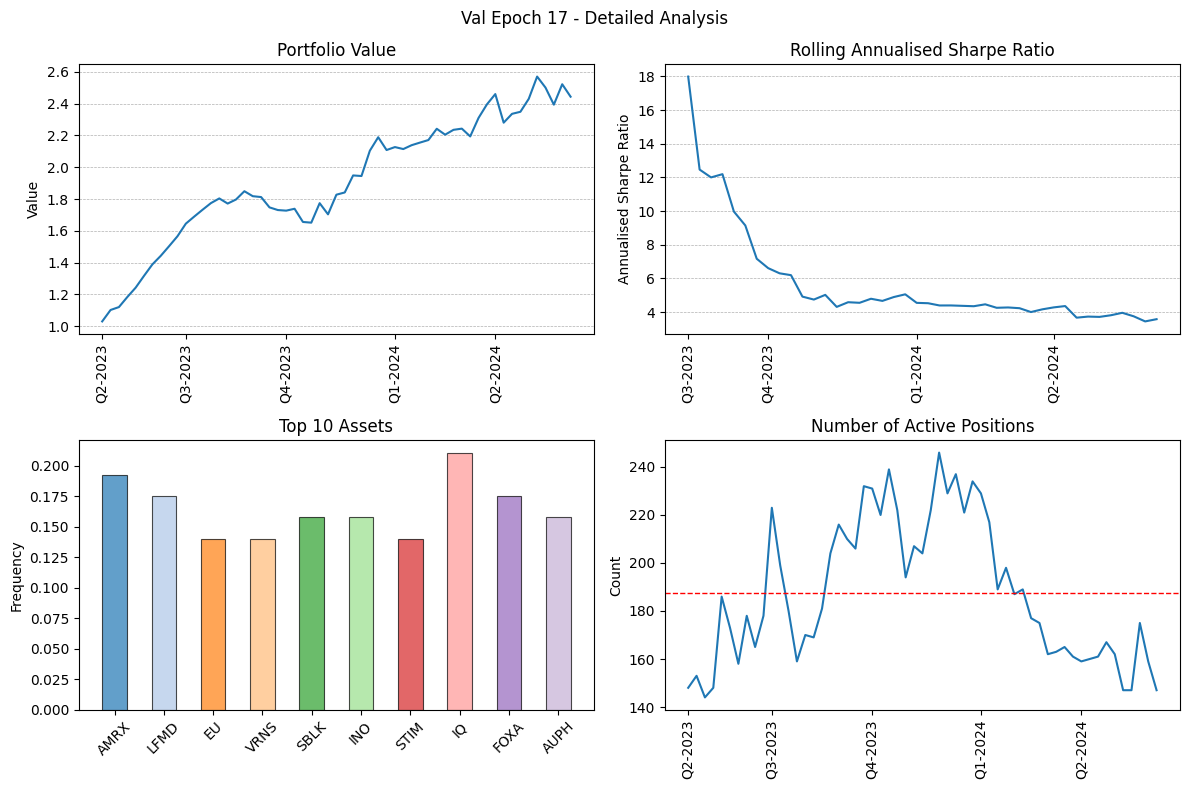 Val Epoch 17 - Detailed Analysis
Portfolio Value
Value
2.6
2.4
2.2
2.0
1.8
1.6
1.4
1.2
1.0
Q2-2023
Q3-2023
Q4-2023
Q1-2024
Q2-2024
Rolling Annualised Sharpe Ratio
Annualised Sharpe Ratio
18
16
14
12
10
8
6
4
Q3-2023
Q4-2023
Q1-2024
Q2-2024
Top 10 Assets
Frequency
0.200
0.175
0.150
0.125
0.100
0.075
0.050
0.025
0.000
AMRX
LFMD
EU
VRNS
SBLK
INO
STIM
IQ
FOXA
AUPH
Number of Active Positions
Count
240
220
200
180
160
140
Q2-2023
Q3-2023
Q4-2023
Q1-2024
Q2-2024